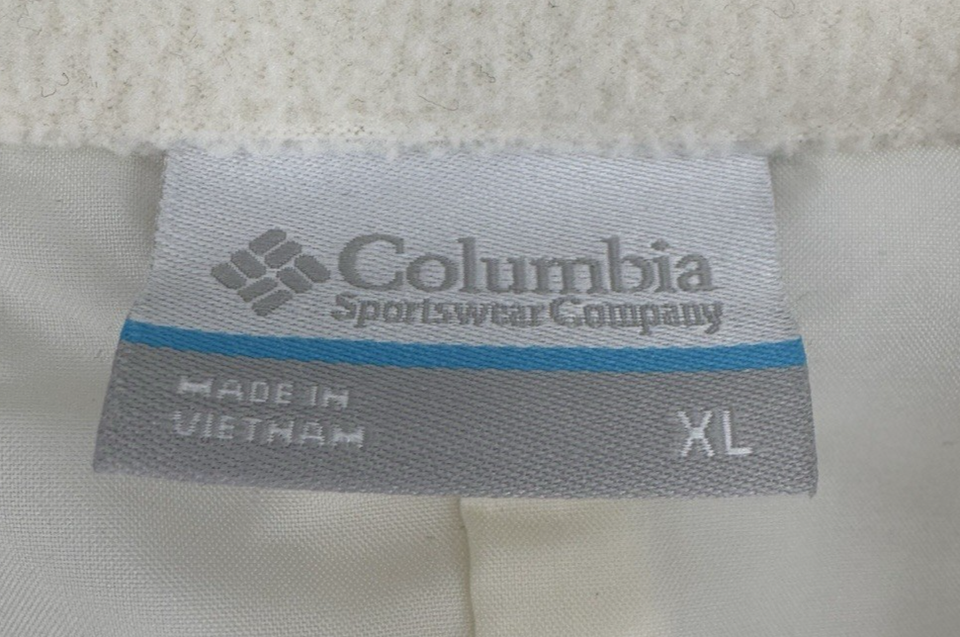 Columbia
Sportswear Company
MADE IN
VIETNAM
XL